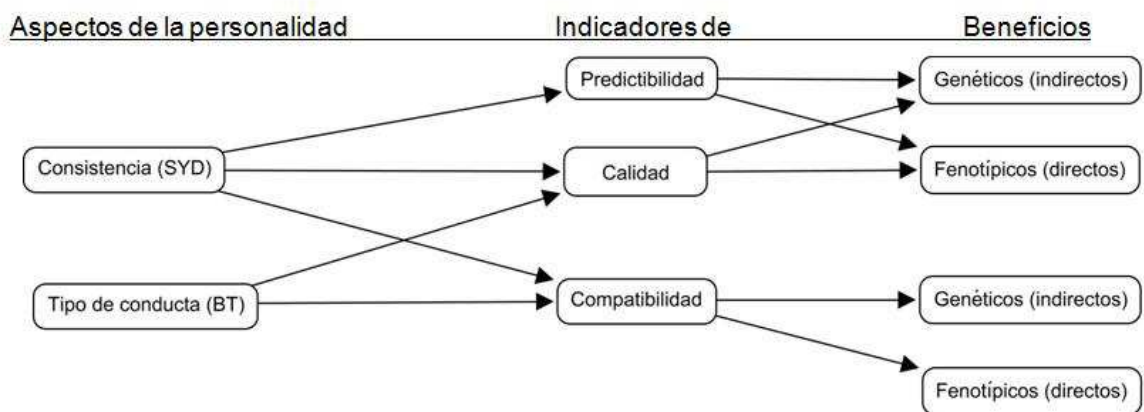 Aspectos de la personalidad Indicadores de Beneficios
Predictibilidad Genéticos (indirectos)
Consistencia (SYD) Calidad Fenotípicos (directos)
Tipo de conducta (BT) Compatibilidad Genéticos (indirectos)
Fenotípicos (directos)